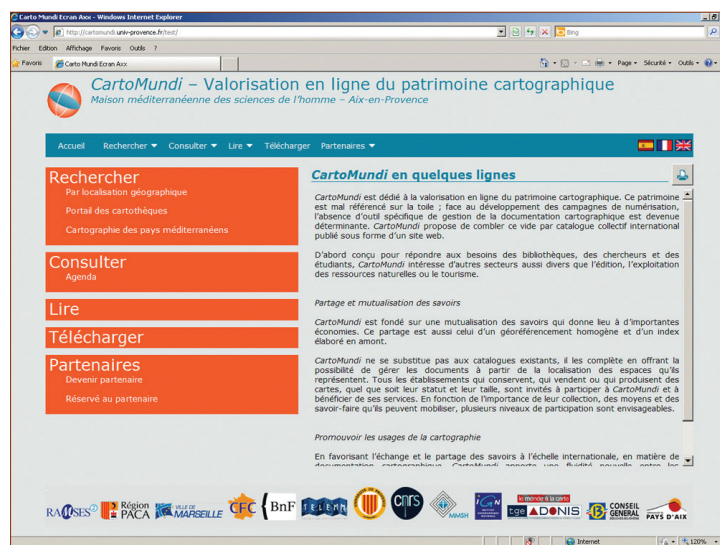 Carto Mundi Ecran Axx - Windows Internet Explorer
http://cartomundi.univ-provence.fr/test/
Bing
Fichier Edition Affichage Favoris Outils ?
Favoris Carto Mundi Ecran Axx
Page Sécurité Outils
CartoMundi – Valorisation en ligne du patrimoine cartographique
Maison méditerranéenne des sciences de l'homme – Aix-en-Provence
Accueil Rechercher Consulter Lire Télécharger Partenaires
Rechercher
Par localisation géographique
Portail des cartothèques
Cartographie des pays méditerranéens
Consulter
Agenda
Lire
Télécharger
Partenaires
Devenir partenaire
Réservé au partenaire
CartoMundi en quelques lignes
CartoMundi est dédié à la valorisation en ligne du patrimoine cartographique. Ce patrimoine
est mal référencé sur la toile ; face au développement des campagnes de numérisation,
l'absence d'outil spécifique de gestion de la documentation cartographique est devenue
déterminante. CartoMundi propose de combler ce vide par catalogue collectif international
publié sous forme d'un site web.
D'abord conçu pour répondre aux besoins des bibliothèques, des chercheurs et des
étudiants, CartoMundi intéresse d'autres secteurs aussi divers que l'édition, l'exploitation
des ressources naturelles ou le tourisme.
Partage et mutualisation des savoirs
CartoMundi est fondé sur une mutualisation des savoirs qui donne lieu à d'importantes
économies. Ce partage est aussi celui d'un géoréférencement homogène et d'un index
élaboré en amont.
CartoMundi ne se substitue pas aux catalogues existants, il les complète en offrant la
possibilité de gérer les documents à partir de la localisation des espaces qu'ils
représentent. Tous les établissements qui conservent, qui vendent ou qui produisent des
cartes, quel que soit leur statut et leur taille, sont invités à participer à CartoMundi et à
bénéficier de ses services. En fonction de l'importance de leur collection, des moyens et des
savoir-faire qu'ils peuvent mobiliser, plusieurs niveaux de participation sont envisageables.
Promouvoir les usages de la cartographie
En favorisant l'échange et le partage des savoirs à l'échelle internationale, en matière de
documentation cartographique, CartoMundi apporte une fluidité nouvelle entre les
RAMSES²
Région
PACA
VILLE DE
MARSEILLE
CFC
BnF
TELEMM
cnrs
MMSH
IGN
le monde à la carte
tge ADONIS
CONSEIL
GENERAL
PAYS D'AIX
Internet
120%